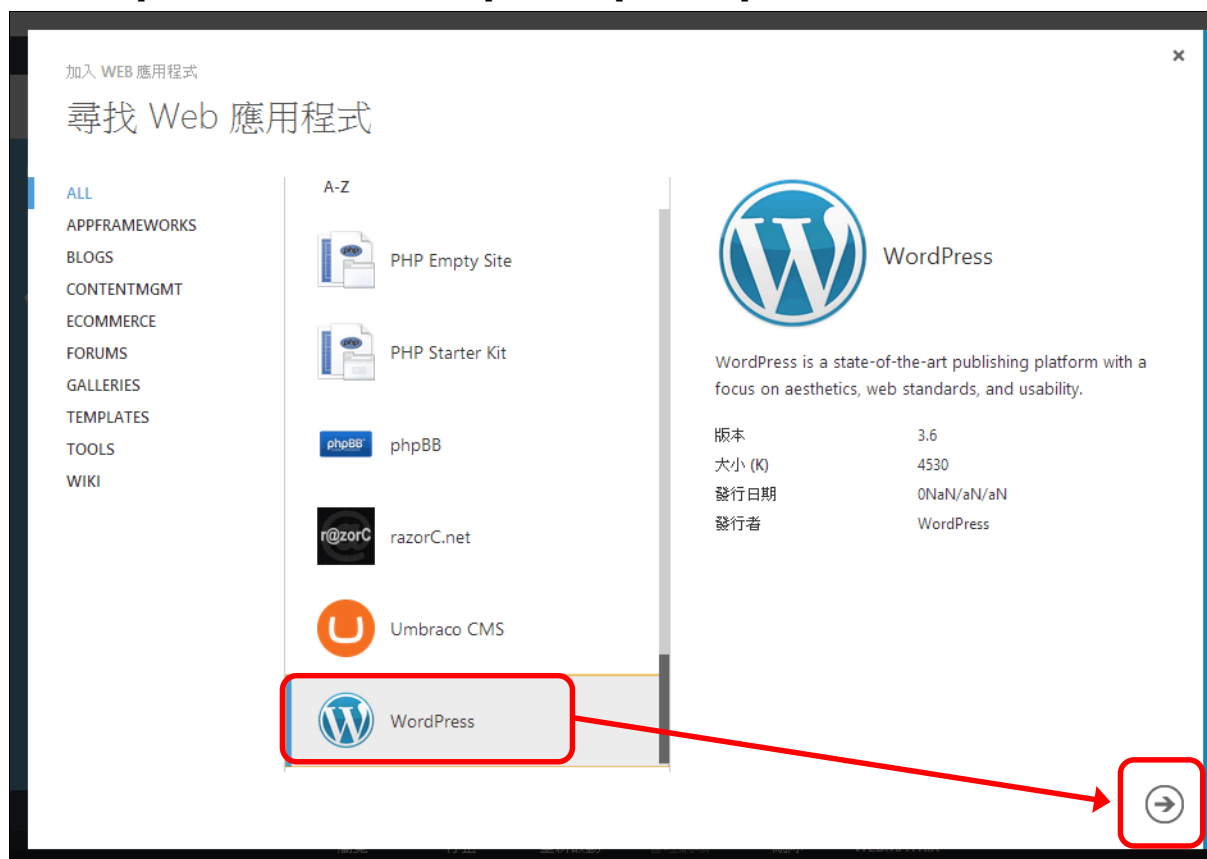 加入 WEB 應用程式
尋找 Web 應用程式
ALL
APPFRAMEWORKS
BLOGS
CONTENTMGMT
ECOMMERCE
FORUMS
GALLERIES
TEMPLATES
TOOLS
WIKI
A-Z
php
PHP Empty Site
php
PHP Starter Kit
phpBB
phpBB
r@zorC
razorC.net
Umbraco CMS
WordPress
WordPress
WordPress is a state-of-the-art publishing platform with a
focus on aesthetics, web standards, and usability.
版本 3.6
大小 (K) 4530
發行日期 0NaN/aN/aN
發行者 WordPress